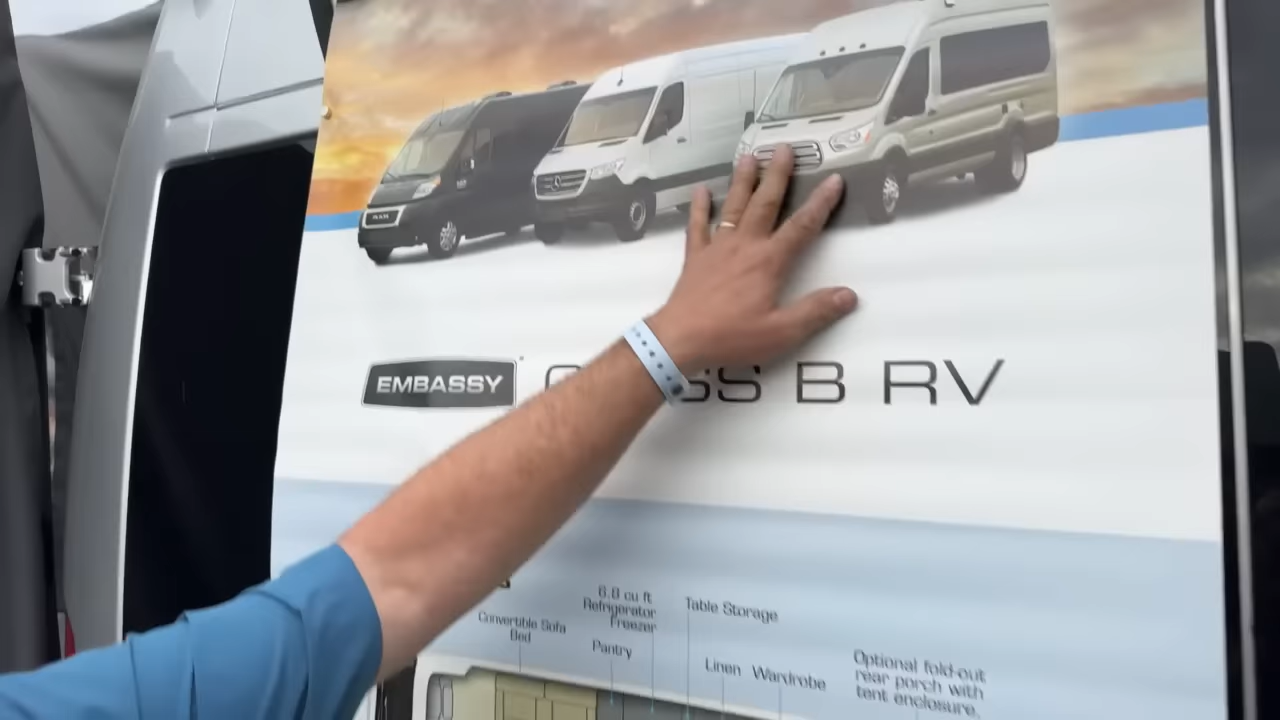 EMBASSY
B RV
6.0 cu ft
Refrigerator
Freezer
Table Storage
Convertible Sofa
Bed
Pantry
Linen
Wardrobe
Optional fold-out
rear porch with
tent enclosure.